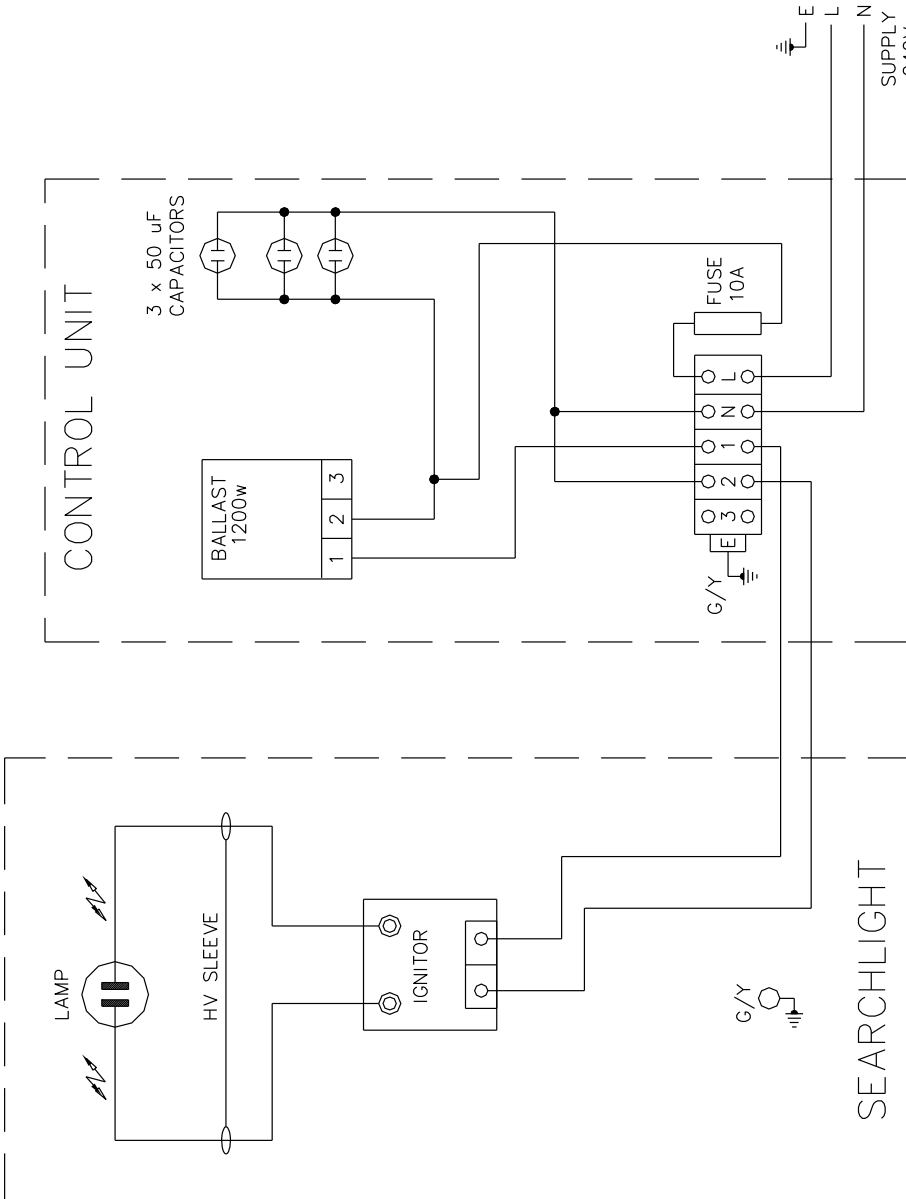 CONTROL UNIT
3 x 50 uF
CAPACITORS
BALLAST
1200w
1 2 3
FUSE
10A
E 3 2 1 N L
G/Y
E
L
N
SUPPLY
SEARCHLIGHT
LAMP
HV SLEEVE
IGNITOR
G/Y